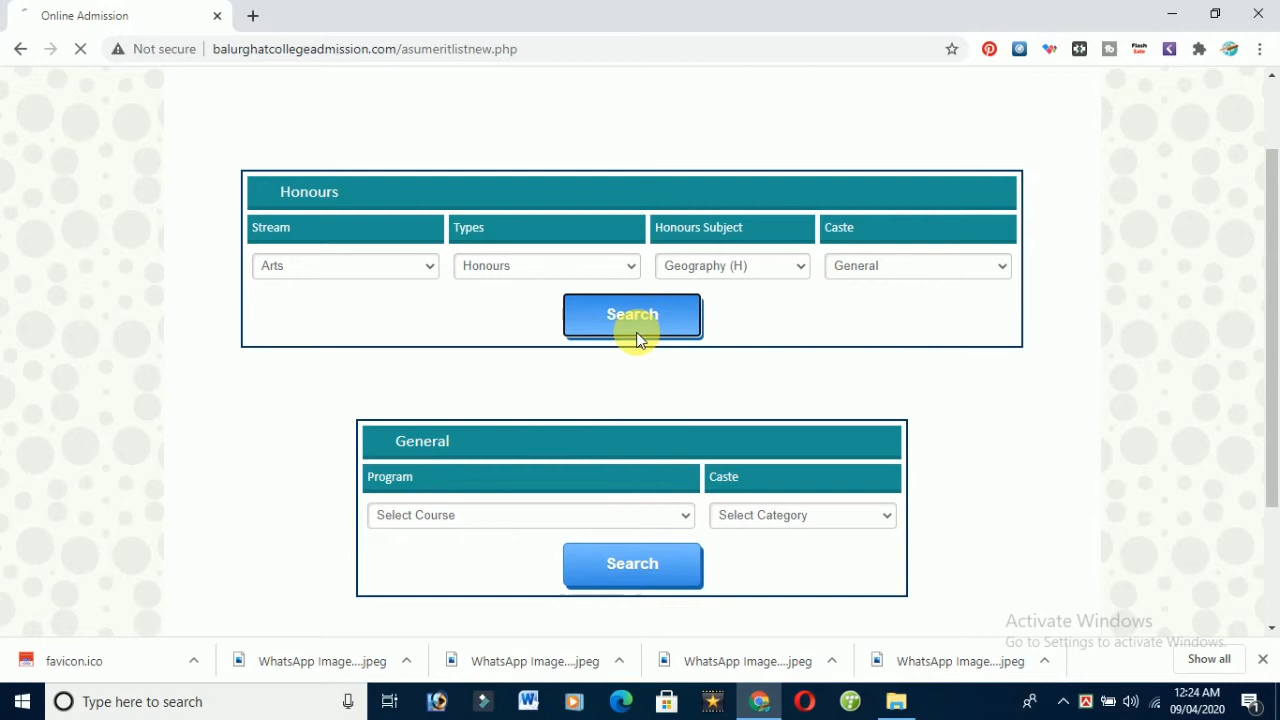 Online Admission
Not secure
balurghatcollegeadmission.com/asumeritlistnew.php
Honours
Stream Types Honours Subject Caste
Arts Honours Geography (H) General
Search
General
Program Caste
Select Course Select Category
Search
Activate Windows
Go to Settings to activate Windows.
favicon.ico WhatsApp Image....jpeg WhatsApp Image....jpeg WhatsApp Image....jpeg WhatsApp Image....jpeg Show all
Type here to search
12:24 AM
09/04/2020